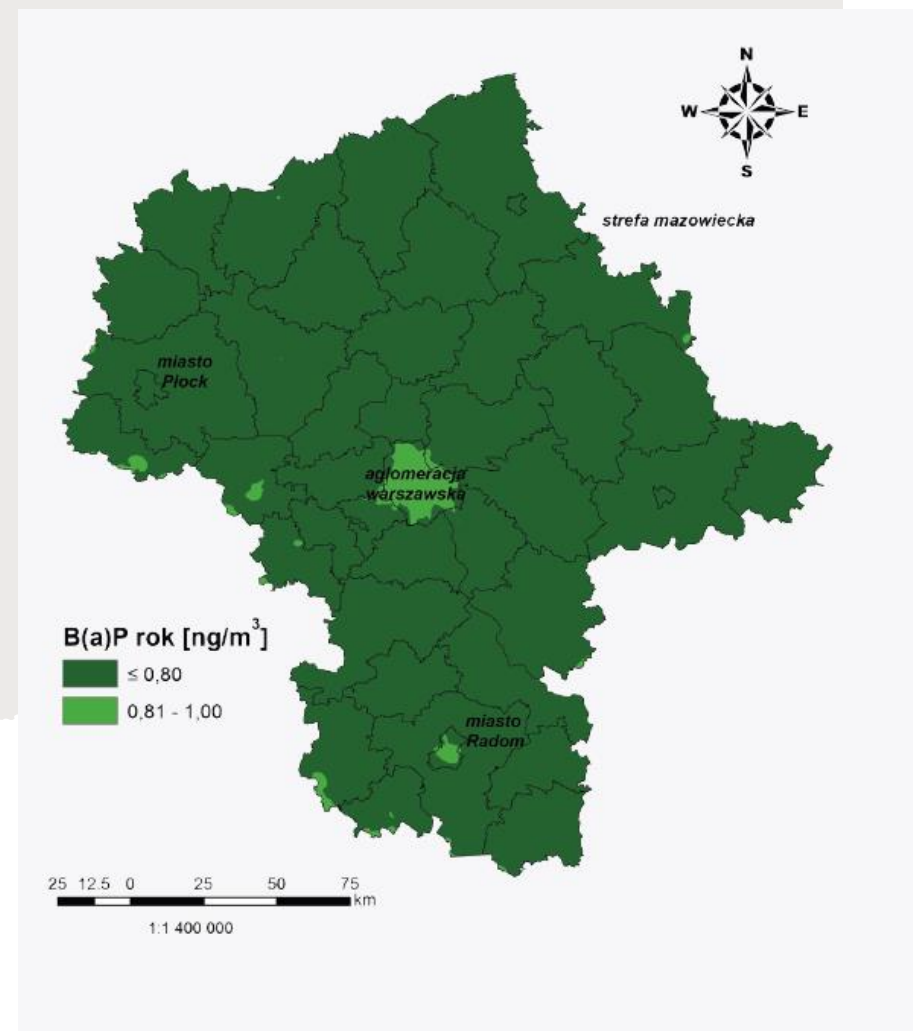 N
W E
S
strefa mazowiecka
miasto
Płock
aglomeracja
warszawska
B(a)P rok [ng/m³]
≤ 0,80
0,81 - 1,00
miasto
Radom
25 12.5 0 25 50 75
km
1:1 400 000